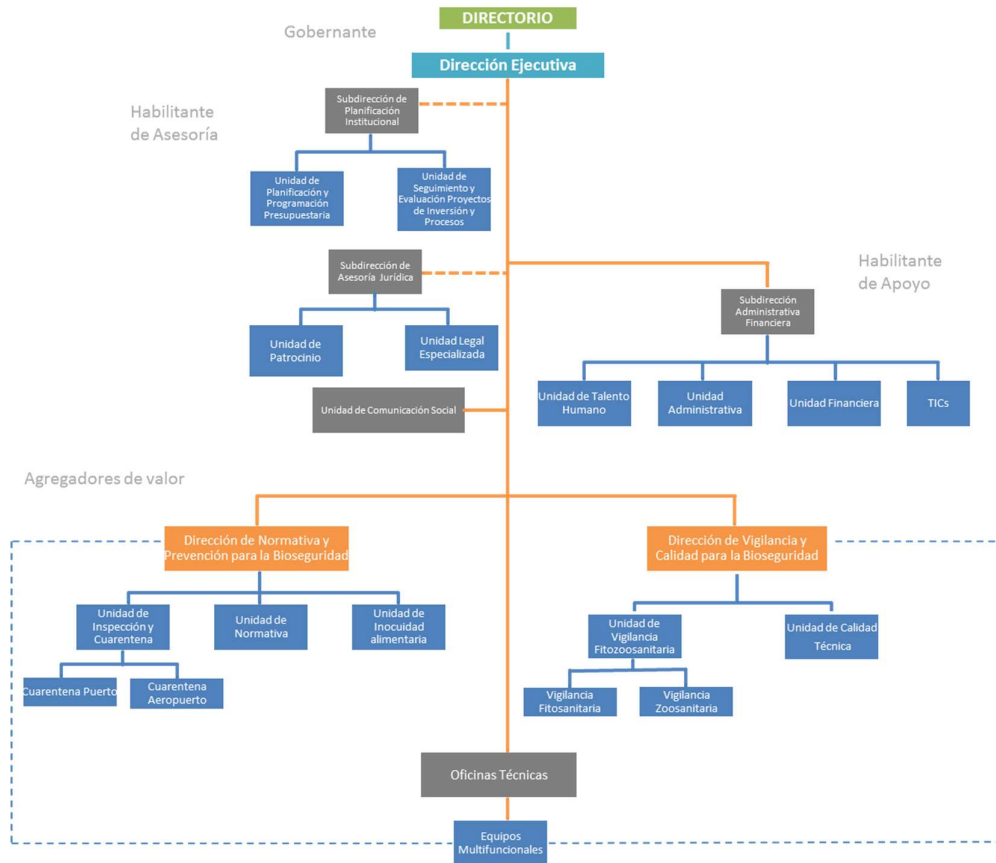 DIRECTORIO
Gobernante
Dirección Ejecutiva
Habilitante
de Asesoría
Subdirección de
Planificación
Institucional
Unidad de
Planificación y
Programación
Presupuestaria
Unidad de
Seguimiento y
Evaluación Proyectos
de Inversión y
Procesos
Subdirección de
Asesoría Jurídica
Habilitante
de Apoyo
Subdirección
Administrativa
Financiera
Unidad de
Patrocinio
Unidad Legal
Especializada
Unidad de Comunicación Social
Unidad de Talento
Humano
Unidad
Administrativa
Unidad Financiera
TICs
Agregadores de valor
Dirección de Normativa y
Prevención para la Bioseguridad
Dirección de Vigilancia y
Calidad para la Bioseguridad
Unidad de
Inspección y
Cuarentena
Unidad de
Normativa
Unidad de
Inocuidad
alimentaria
Unidad de
Vigilancia
Fitozoosanitaria
Unidad de Calidad
Técnica
Cuarentena Puerto
Cuarentena
Aeropuerto
Vigilancia
Fitosanitaria
Vigilancia
Zoosanitaria
Oficinas Técnicas
Equipos
Multifuncionales